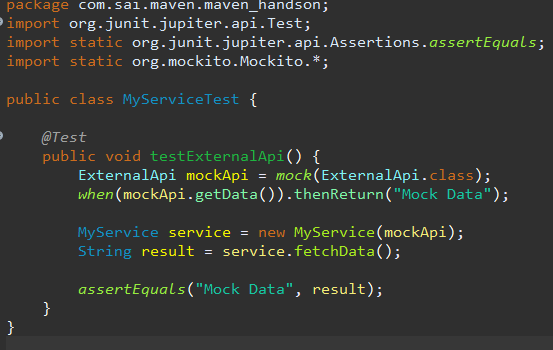 package com.sai.maven.maven_handson;
import org.junit.jupiter.api.Test;
import static org.junit.jupiter.api.Assertions.assertEquals;
import static org.mockito.Mockito.*;

public class MyServiceTest {

    @Test
    public void testExternalApi() {
        ExternalApi mockApi = mock(ExternalApi.class);
        when(mockApi.getData()).thenReturn("Mock Data");

        MyService service = new MyService(mockApi);
        String result = service.fetchData();

        assertEquals("Mock Data", result);
    }
}